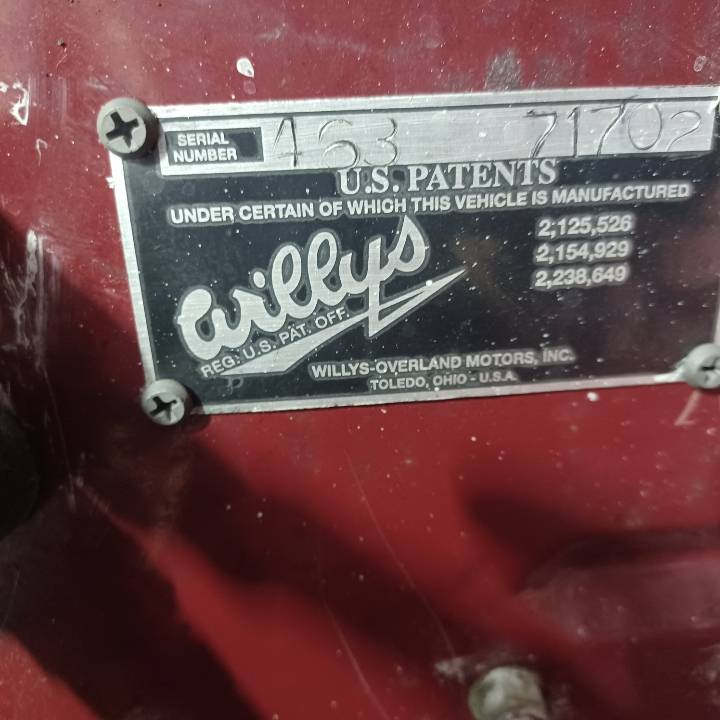 SERIAL
NUMBER
463 71702
U.S. PATENTS
UNDER CERTAIN OF WHICH THIS VEHICLE IS MANUFACTURED
2,125,526
2,154,929
2,238,649
Willys
REG. U.S. PAT. OFF.
WILLYS-OVERLAND MOTORS, INC.
TOLEDO, OHIO - U.S.A.